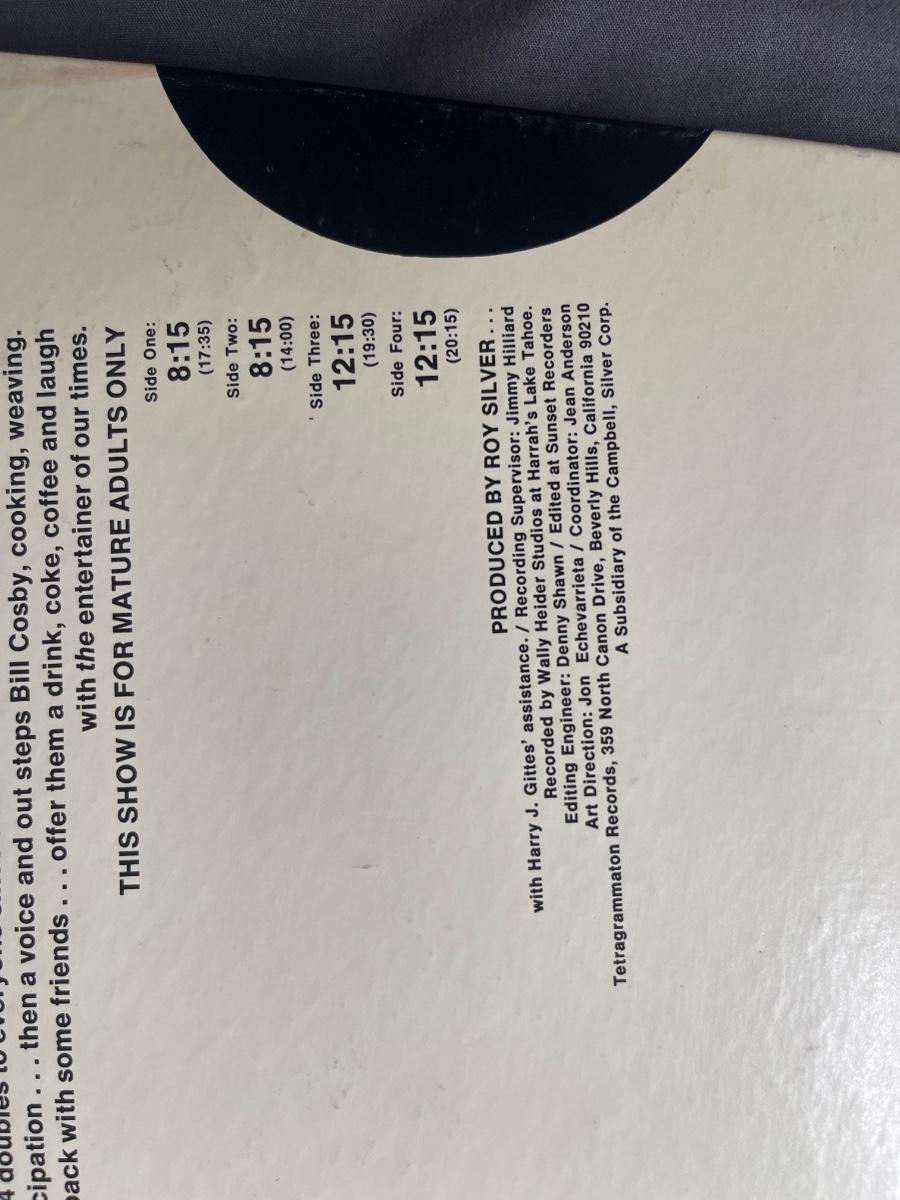 doubles to
cipation . . . then a voice and out steps Bill Cosby, cooking, weaving.
back with some friends . . . offer them a drink, coke, coffee and laugh
with the entertainer of our times.
THIS SHOW IS FOR MATURE ADULTS ONLY
Side One:
8:15
(17:35)
Side Two:
8:15
(14:00)
Side Three:
12:15
(19:30)
Side Four:
12:15
(20:15)
PRODUCED BY ROY SILVER . . .
with Harry J. Gittes' assistance. / Recording Supervisor: Jimmy Hilliard
Recorded by Wally Heider Studios at Harrah's Lake Tahoe.
Editing Engineer: Denny Shawn / Edited at Sunset Recorders
Art Direction: Jon Echevarrieta / Coordinator: Jean Anderson
Tetragrammaton Records, 359 North Canon Drive, Beverly Hills, California 90210
A Subsidiary of the Campbell, Silver Corp.